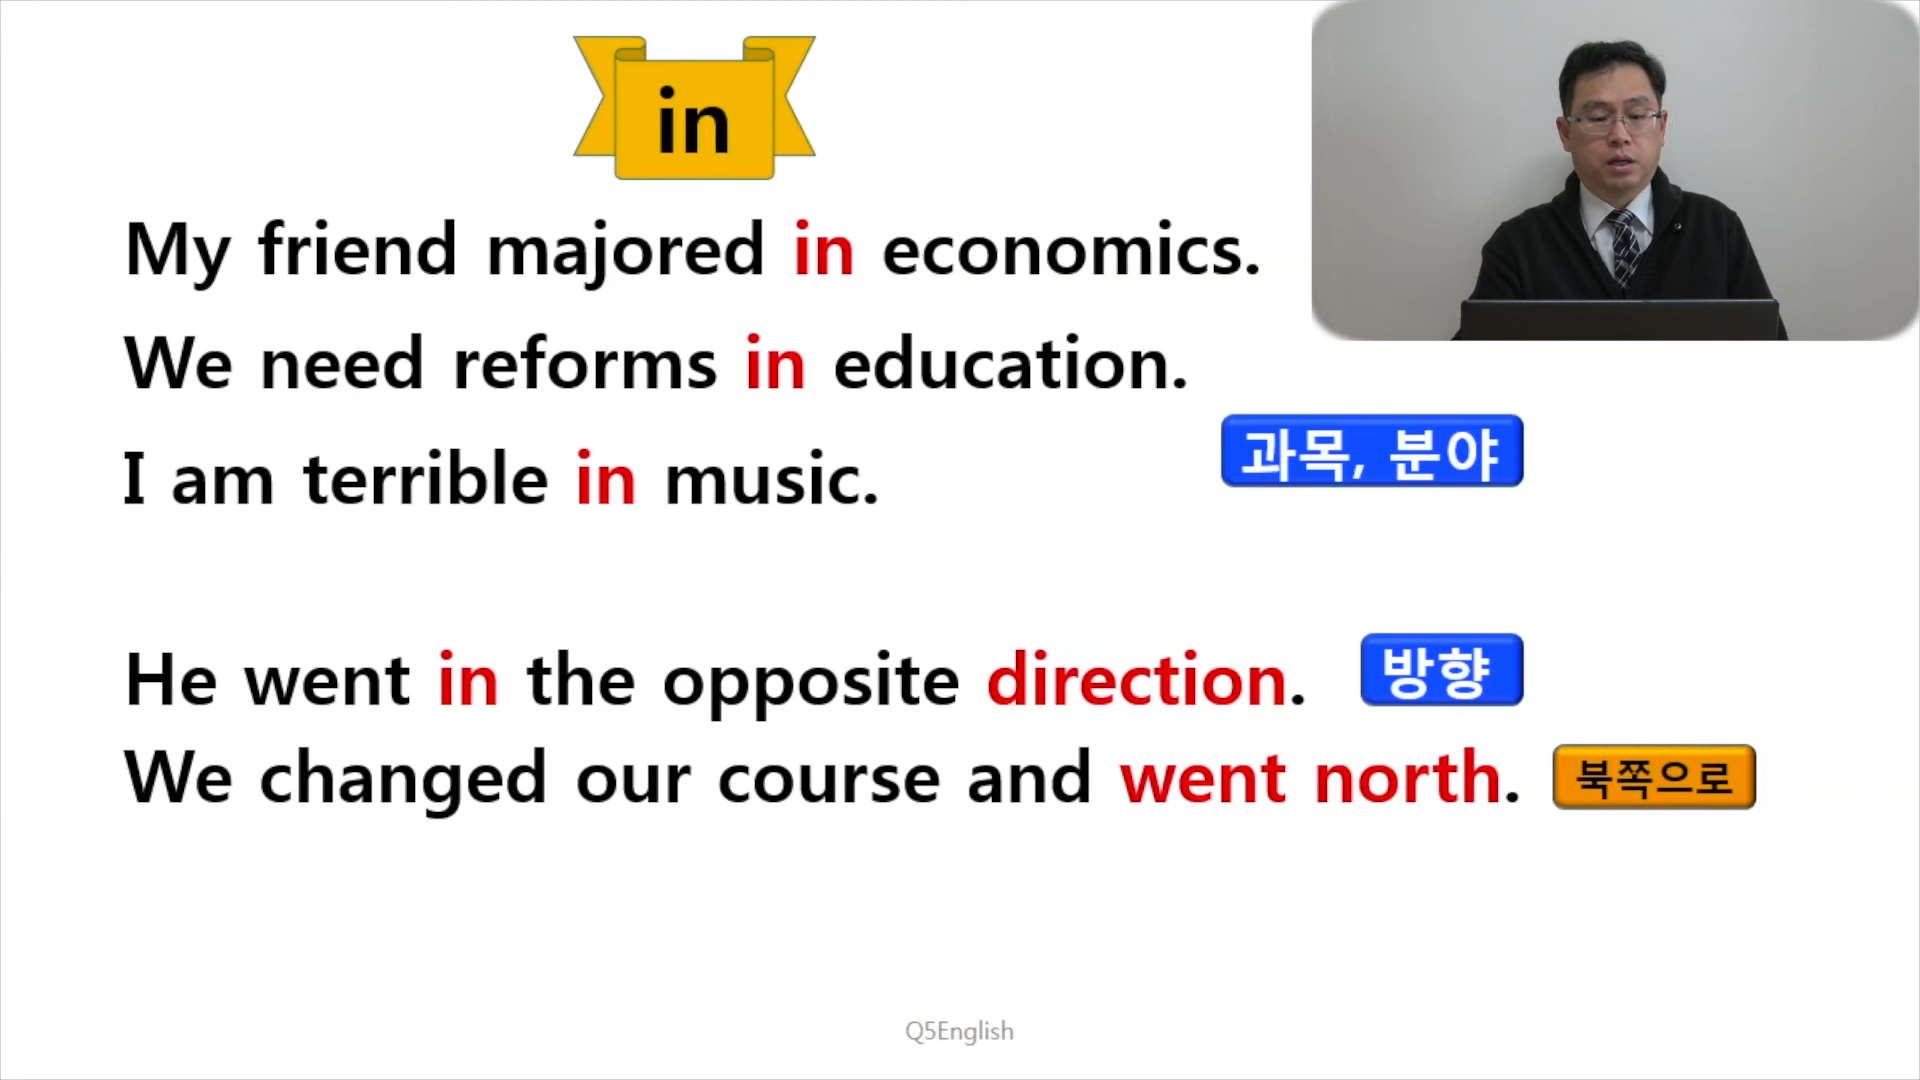 in
My friend majored in economics.
We need reforms in education.
과목, 분야
I am terrible in music.
He went in the opposite direction. 방향
We changed our course and went north. 북쪽으로
Q5English